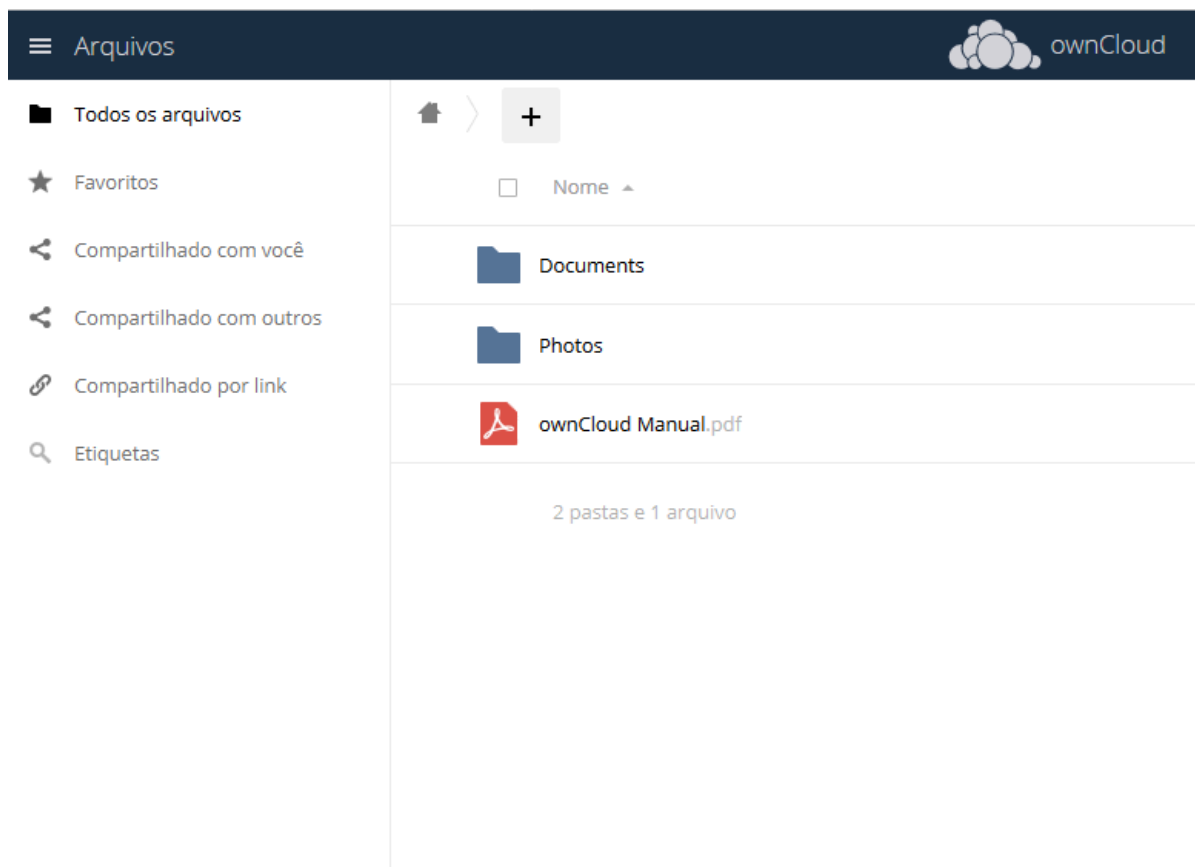 Arquivos
ownCloud
Todos os arquivos
Favoritos
Compartilhado com você
Compartilhado com outros
Compartilhado por link
Etiquetas
+
Nome
Documents
Photos
ownCloud Manual.pdf
2 pastas e 1 arquivo